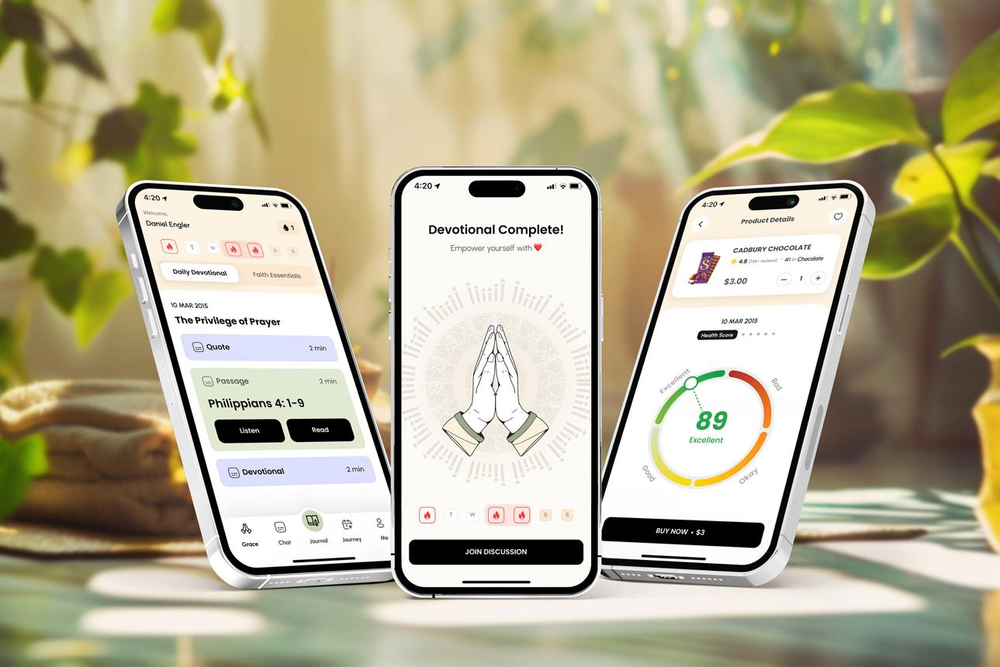 4:20
Welcome,
Daniel Engler
1
T
W
S
S
Daily Devotional
Faith Essentials
10 MAR 2015
The Privilege of Prayer
Quote
2 min
Passage
2 min
Philippians 4: 1-9
Listen
Read
Devotional
2 min
Grace
Chat
Journal
Journey
Me
4:20
Devotional Complete!
Empower yourself with ❤️
T
W
S
S
JOIN DISCUSSION
4:20
Product Details
CADBURY CHOCOLATE
4.8 (1.6k+ reviews) * #1 in Chocolate
$3.00
1
10 MAR 2015
Health Score
Excellent
Bad
89
Excellent
Good
Okay
BUY NOW • $3